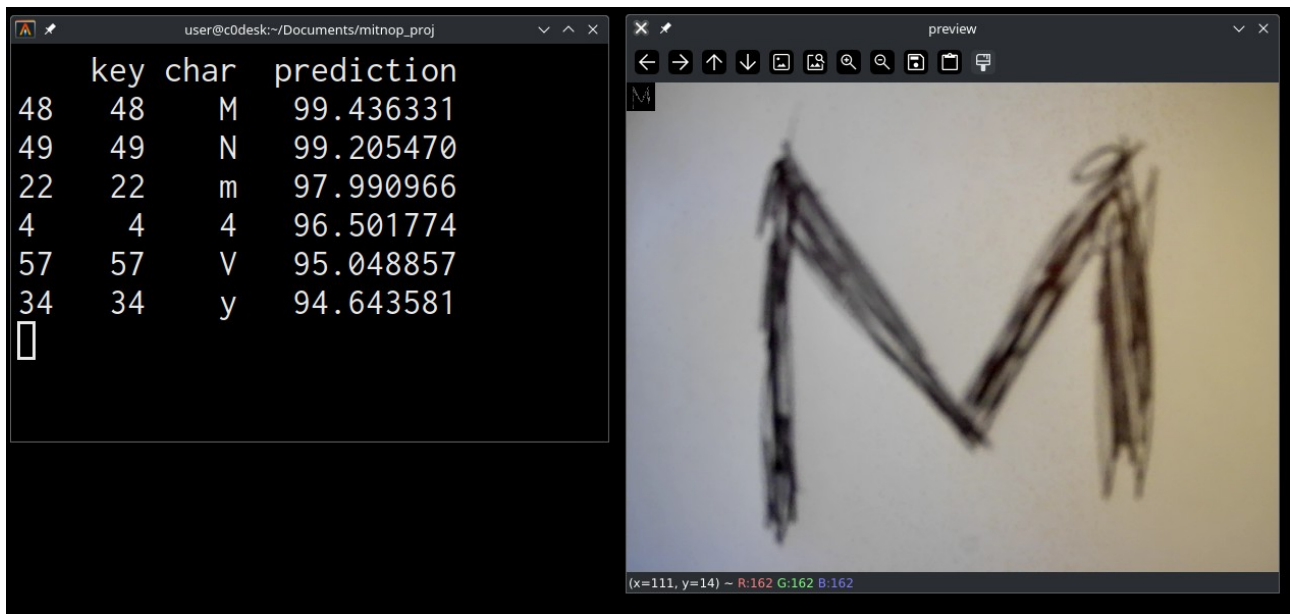 user@c0desk:~/Documents/mitnop_proj
key char prediction
48 48 M 99.436331
49 49 N 99.205470
22 22 m 97.990966
4 4 4 96.501774
57 57 V 95.048857
34 34 y 94.643581
preview
M
M
(x=111, y=14) ~ R:162 G:162 B:162